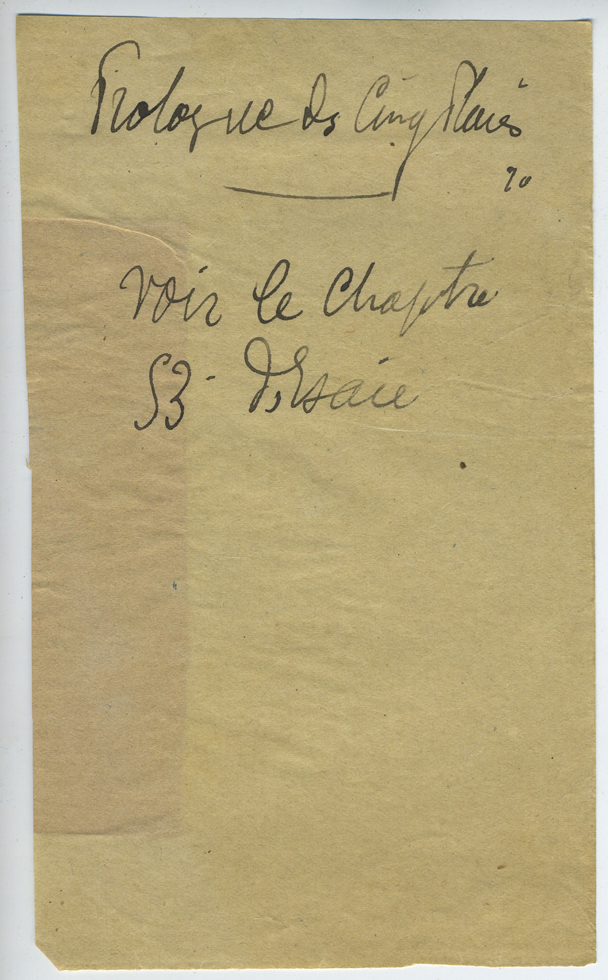 Prologue des Cinq Plaies
70
voir le Chapitre
53 d'Esaïe